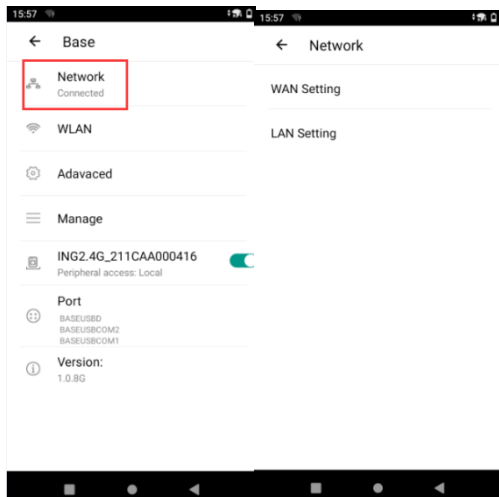 15:57
Base
Network
Connected
WLAN
Adavaced
Manage
ING2.4G_211CAA000416
Peripheral access: Local
Port
BASEUSBD
BASEUSBCOM2
BASEUSBCOM1
Version:
1.0.8G
15:57
Network
WAN Setting
LAN Setting